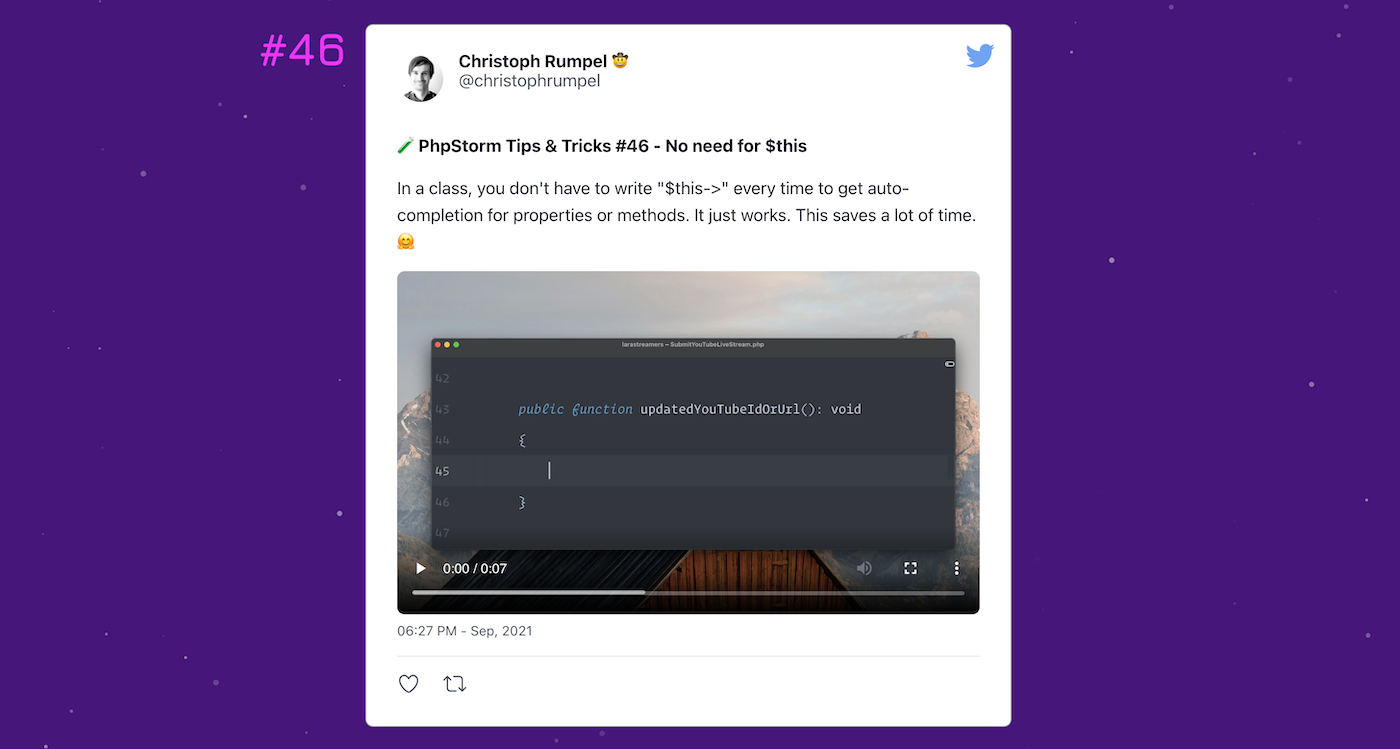 #46
Christoph Rumpel 🤠
@christophrumpel
🧪 PhpStorm Tips & Tricks #46 - No need for $this
In a class, you don't have to write "$this->" every time to get auto-
completion for properties or methods. It just works. This saves a lot of time.
🤗
larastreamers – SubmitYouTubeLiveStream.php
42
43 public function updatedYouTubeIdOrUrl(): void
44 {
45
46 }
47
0:00 / 0:07
06:27 PM - Sep, 2021